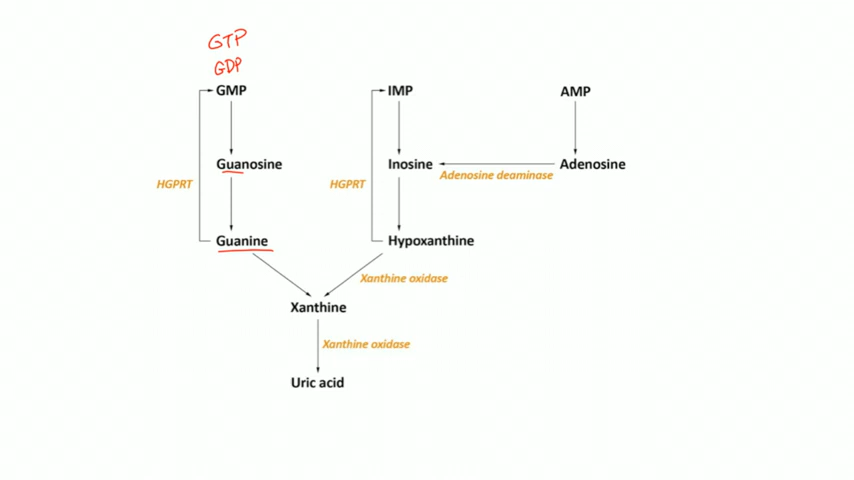 GTP
GDP
GMP IMP AMP
Guanosine Inosine Adenosine
Adenosine deaminase
HGPRT HGPRT
Guanine Hypoxanthine
Xanthine oxidase
Xanthine
Xanthine oxidase
Uric acid